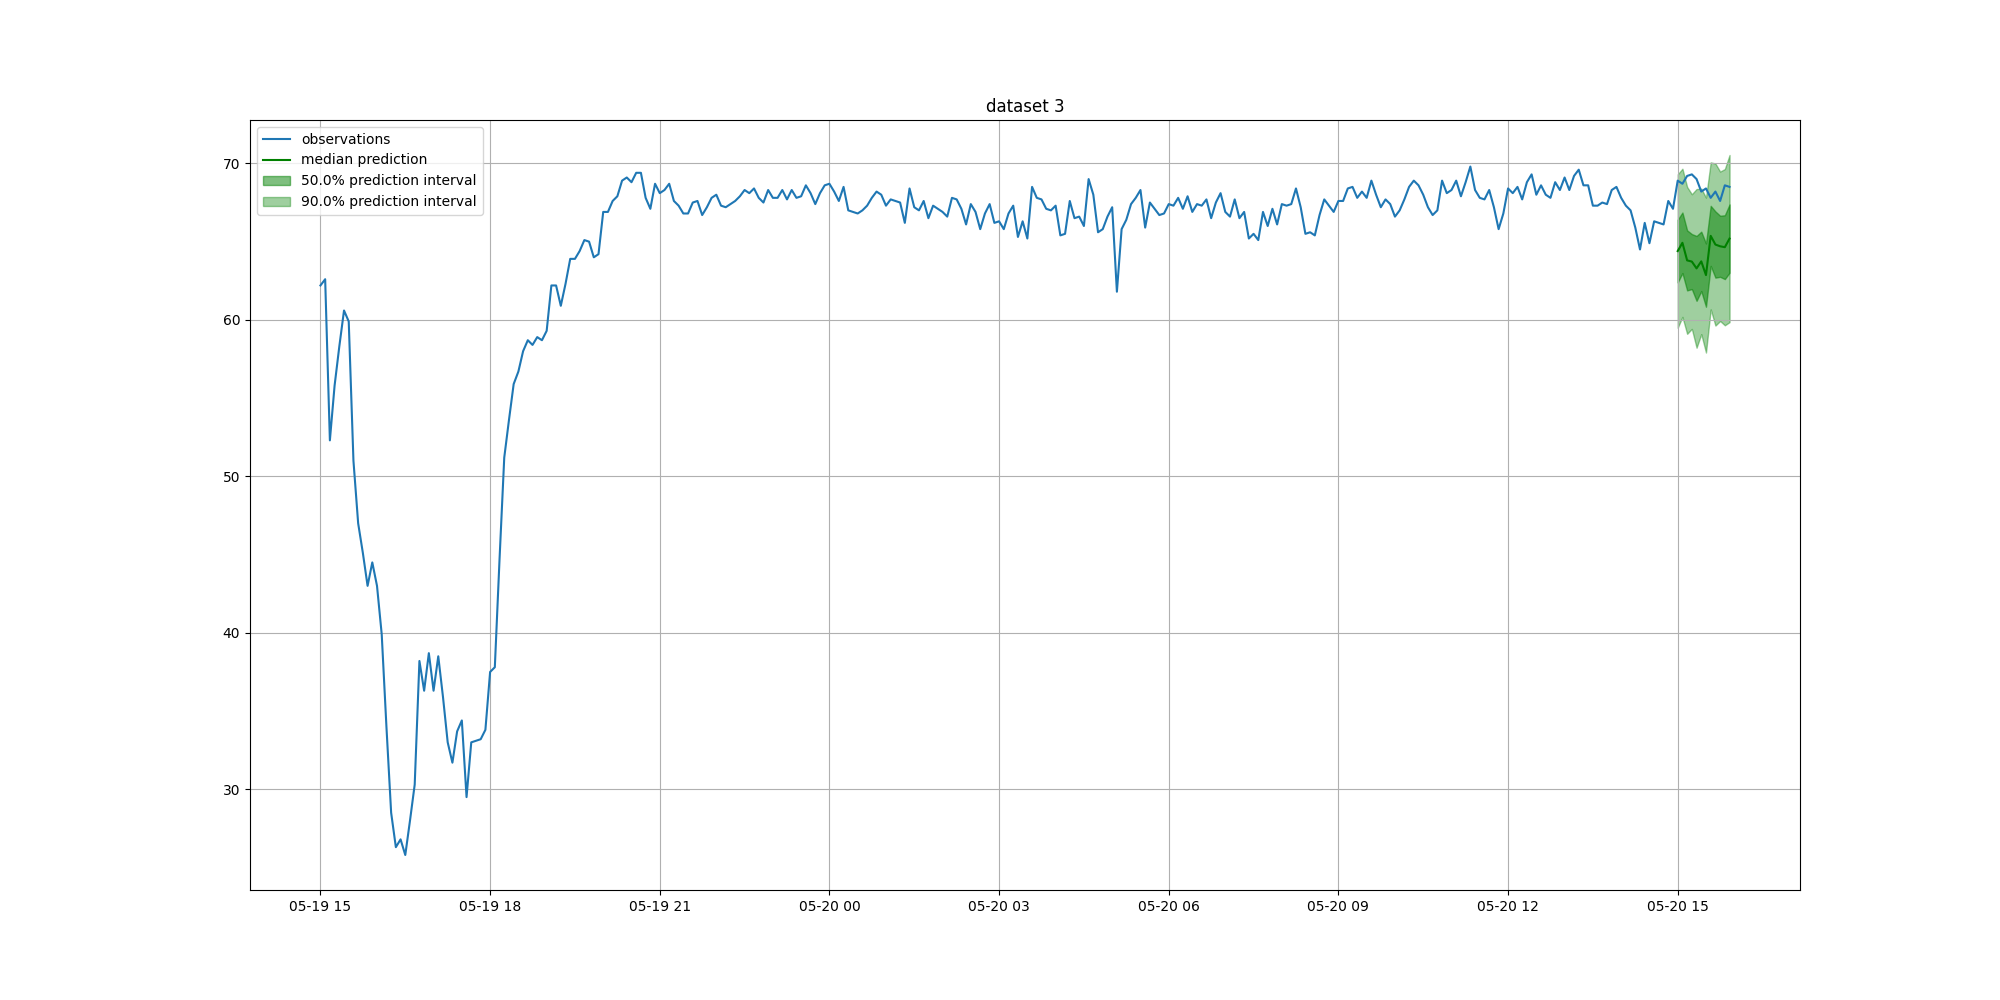 dataset 3
observations
median prediction
50.0% prediction interval
90.0% prediction interval
70
60
50
40
30
05-19 15
05-19 18
05-19 21
05-20 00
05-20 03
05-20 06
05-20 09
05-20 12
05-20 15